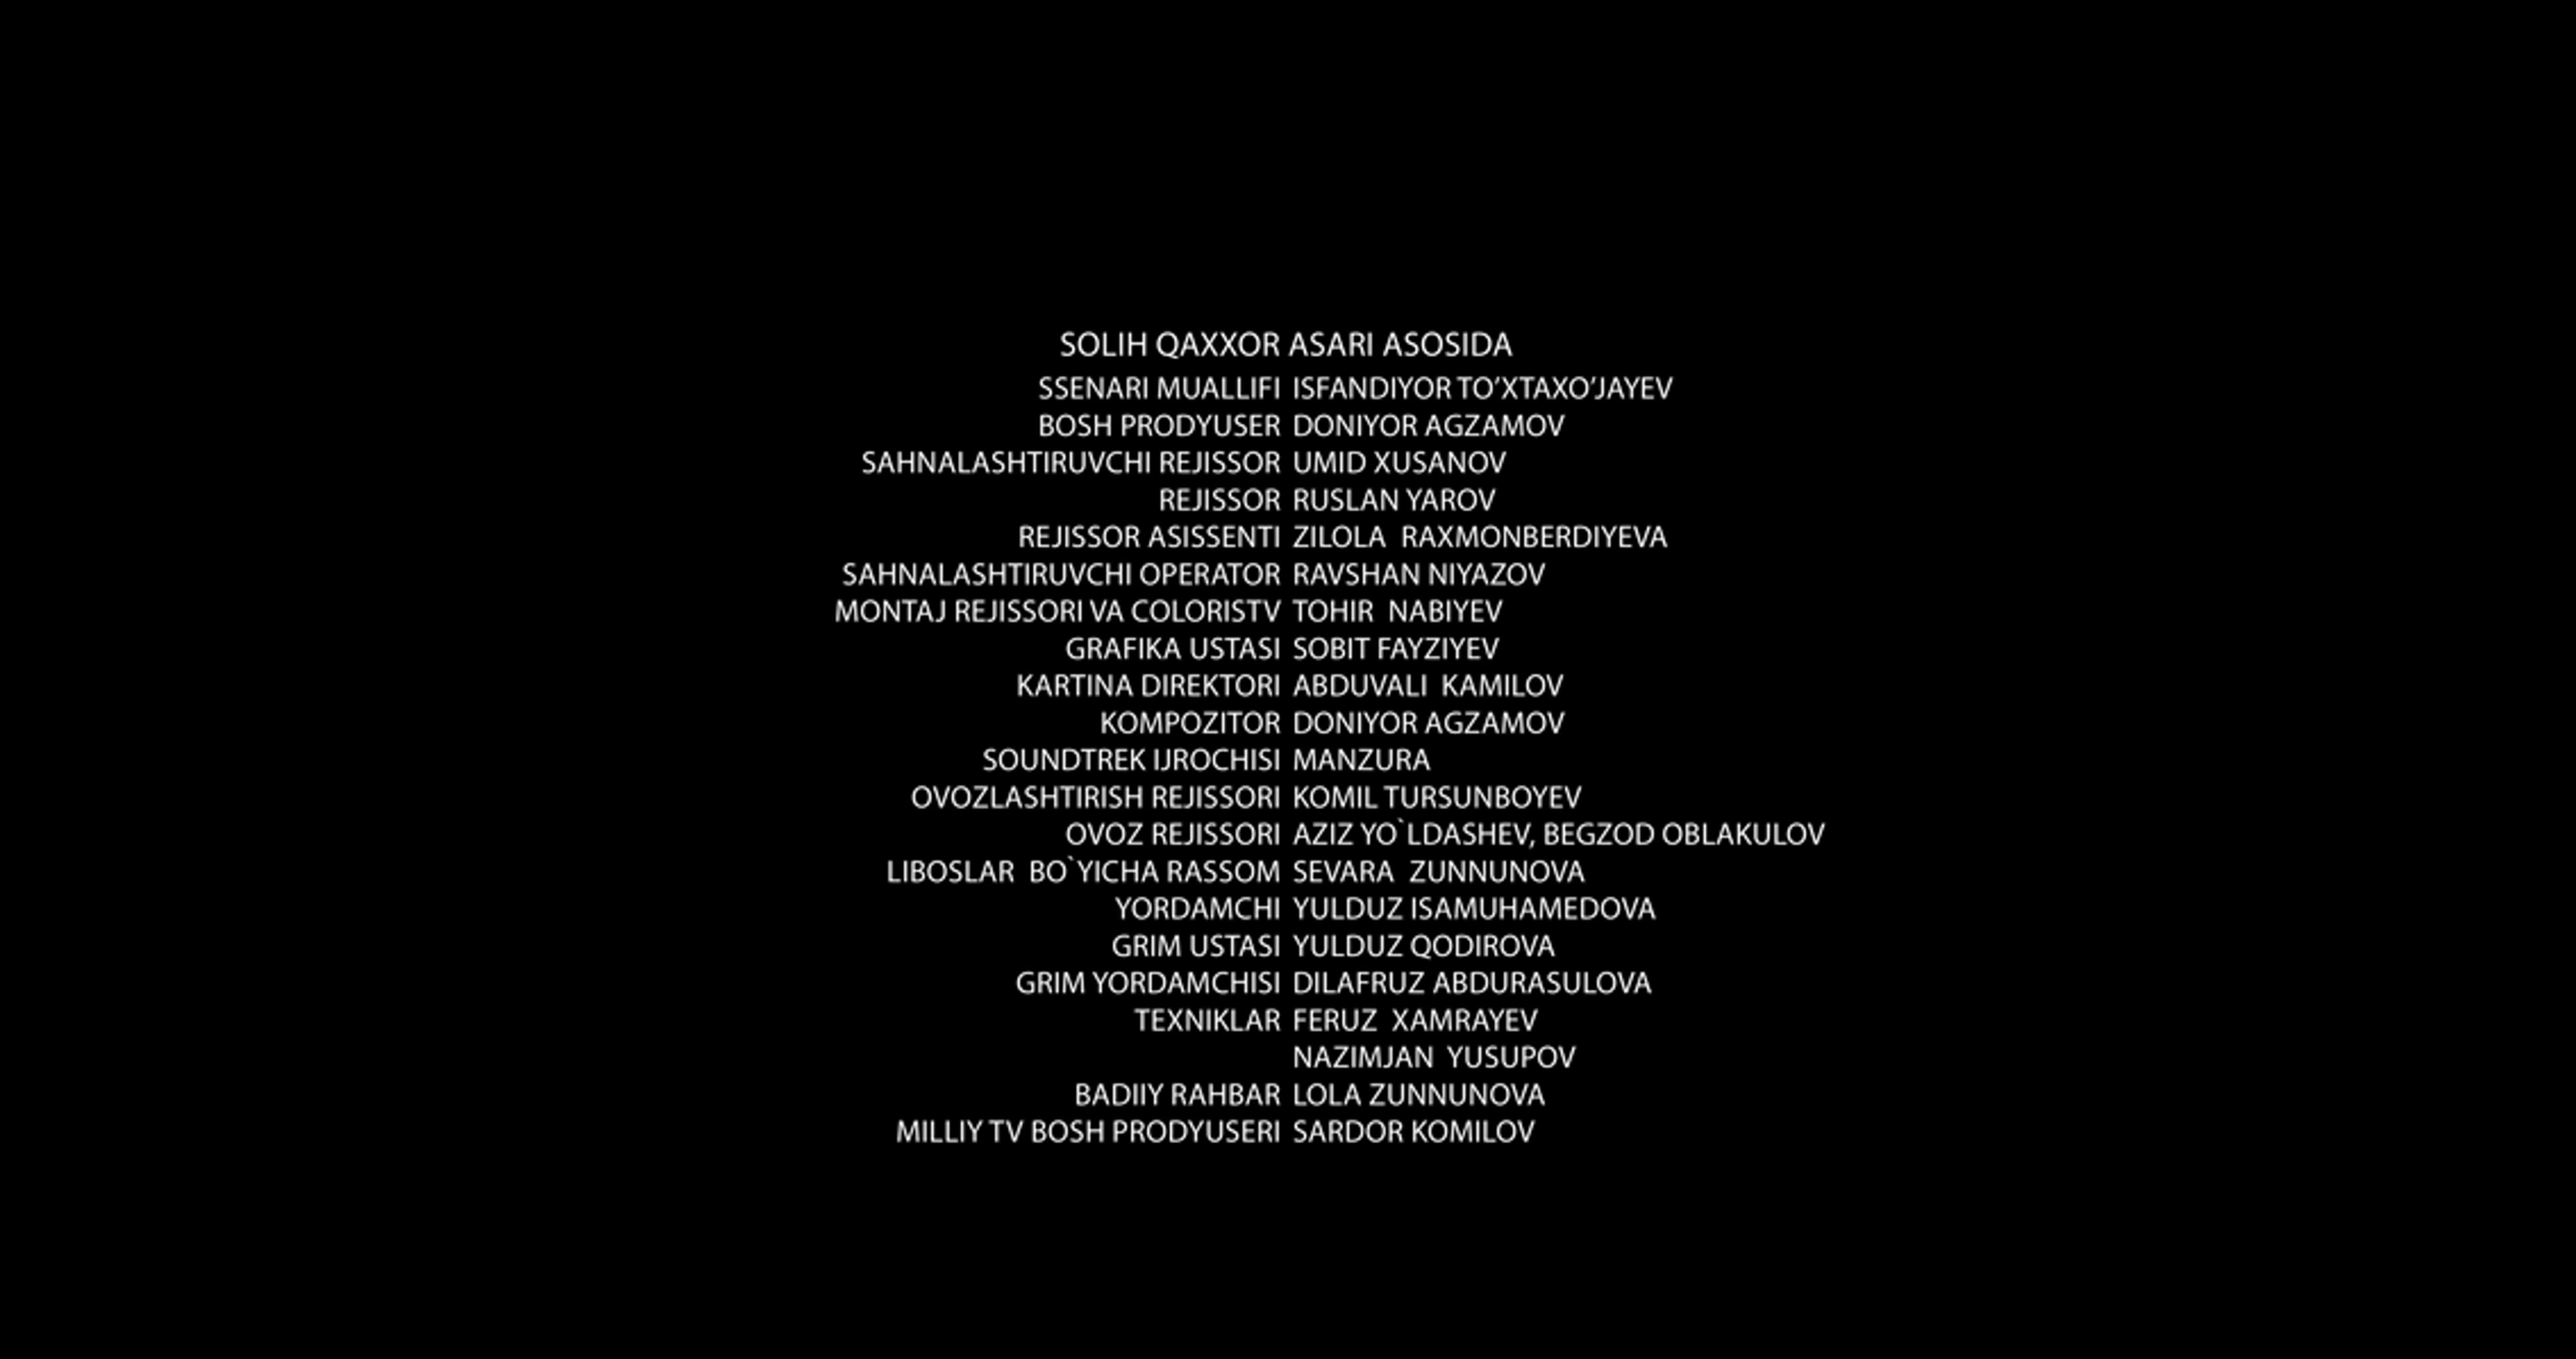 SOLIH QAXXOR ASARI ASOSIDA
SSENARI MUALLIFI ISFANDIYOR TO’XTAXO’JAYEV
BOSH PRODYUSER DONIYOR AGZAMOV
SAHNALASHTIRUVCHI REJISSOR UMID XUSANOV
REJISSOR RUSLAN YAROV
REJISSOR ASISSENTI ZILOLA RAXMONBERDIYEVA
SAHNALASHTIRUVCHI OPERATOR RAVSHAN NIYAZOV
MONTAJ REJISSORI VA COLORISTV TOHIR NABIYEV
GRAFIKA USTASI SOBIT FAYZIYEV
KARTINA DIREKTORI ABDUVALI KAMILOV
KOMPOZITOR DONIYOR AGZAMOV
SOUNDTREK IJROCHISI MANZURA
OVOZLASHTIRISH REJISSORI KOMIL TURSUNBOYEV
OVOZ REJISSORI AZIZ YO`LDASHEV, BEGZOD OBLAKULOV
LIBOSLAR BO`YICHA RASSOM SEVARA ZUNNUNOVA
YORDAMCHI YULDUZ ISAMUHAMEDOVA
GRIM USTASI YULDUZ QODIROVA
GRIM YORDAMCHISI DILAFRUZ ABDURASULOVA
TEXNIKLAR FERUZ XAMRAYEV
NAZIMJAN YUSUPOV
BADIIY RAHBAR LOLA ZUNNUNOVA
MILLIY TV BOSH PRODYUSERI SARDOR KOMILOV